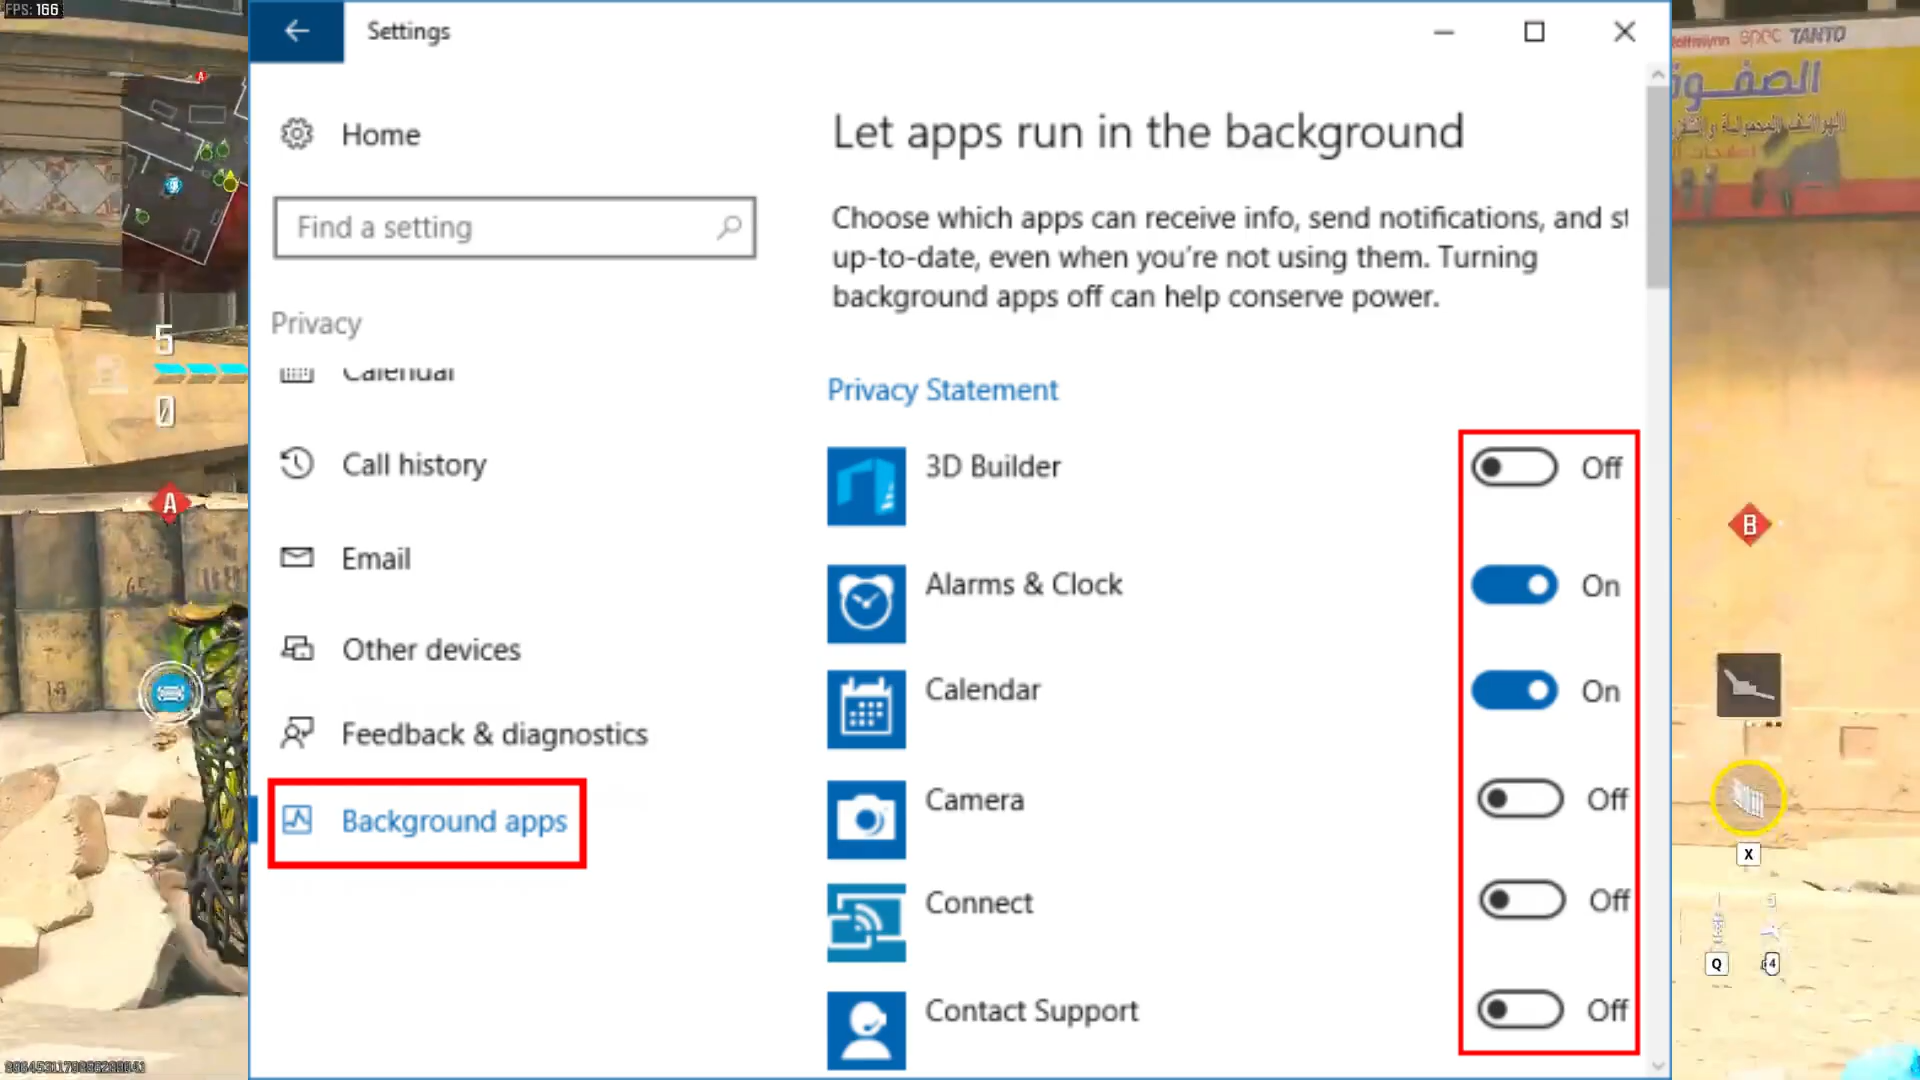 FPS: 166
Settings
Home
Find a setting
Privacy
Calendar
Call history
Email
Other devices
Feedback & diagnostics
Background apps
Let apps run in the background
Choose which apps can receive info, send notifications, and st
up-to-date, even when you're not using them. Turning
background apps off can help conserve power.
Privacy Statement
3D Builder
Off
Alarms & Clock
On
Calendar
On
Camera
Off
Connect
Off
Contact Support
Off
A
5
0
A
TANTO
الصفوة
B
X
Q
4